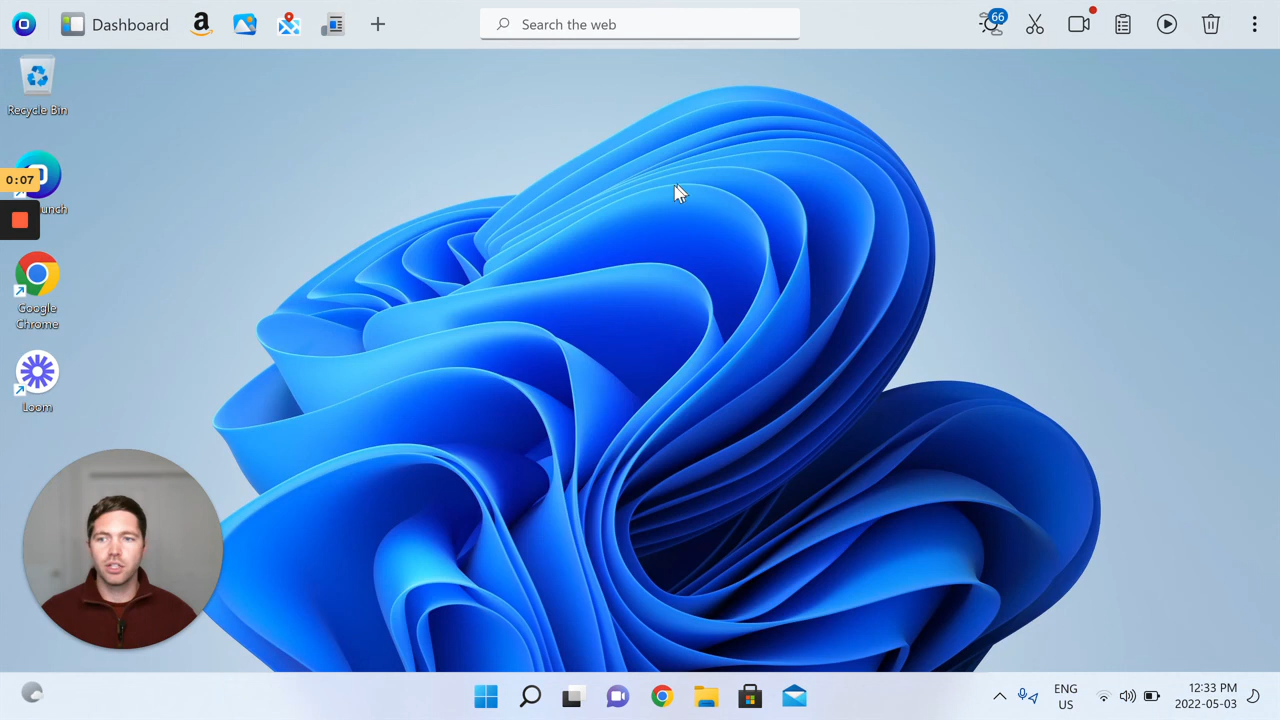 Dashboard
a
Search the web
66
Recycle Bin
0:07
unch
Google
Chrome
Loom
ENG
US
12:33 PM
2022-05-03